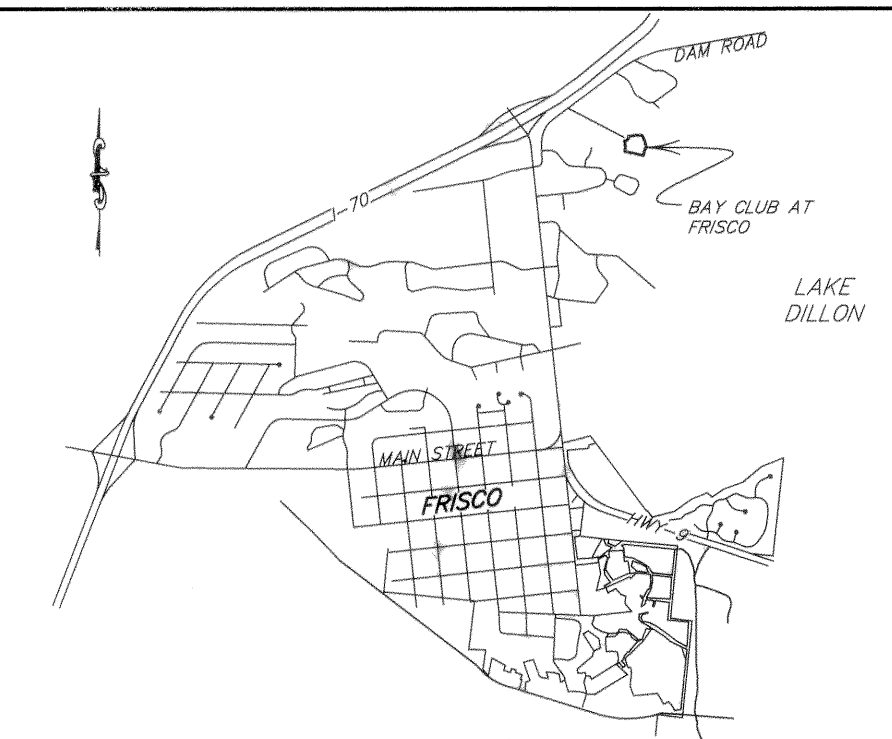 DAM ROAD
I-70
BAY CLUB AT
FRISCO
LAKE
DILLON
MAIN STREET
FRISCO
HWY-9